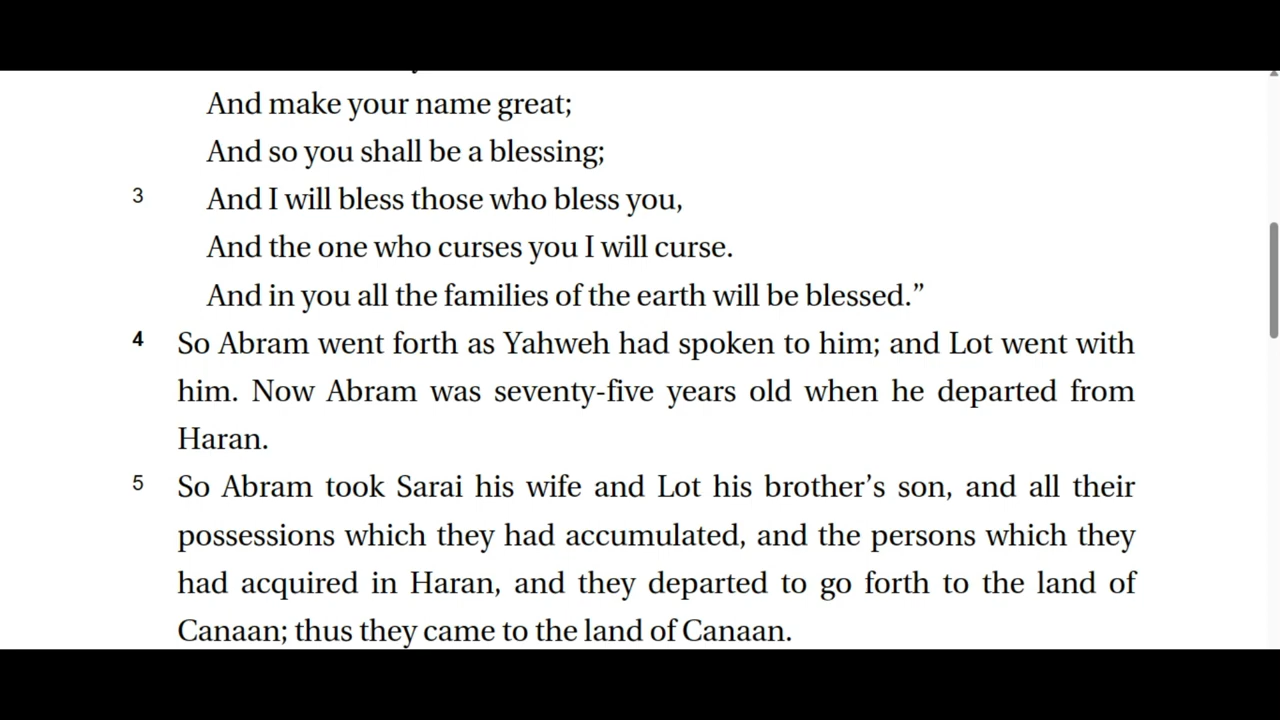 And make your name great;
And so you shall be a blessing;
3 And I will bless those who bless you,
And the one who curses you I will curse.
And in you all the families of the earth will be blessed.”
4 So Abram went forth as Yahweh had spoken to him; and Lot went with
him. Now Abram was seventy-five years old when he departed from
Haran.
5 So Abram took Sarai his wife and Lot his brother’s son, and all their
possessions which they had accumulated, and the persons which they
had acquired in Haran, and they departed to go forth to the land of
Canaan; thus they came to the land of Canaan.